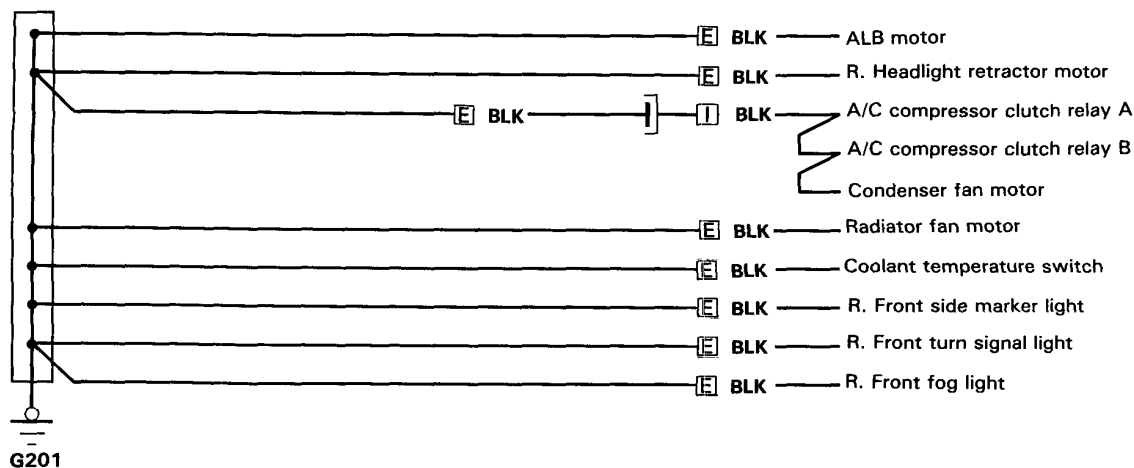 E BLK ALB motor
E BLK R. Headlight retractor motor
E BLK I BLK A/C compressor clutch relay A
A/C compressor clutch relay B
Condenser fan motor
E BLK Radiator fan motor
E BLK Coolant temperature switch
E BLK R. Front side marker light
E BLK R. Front turn signal light
E BLK R. Front fog light
G201